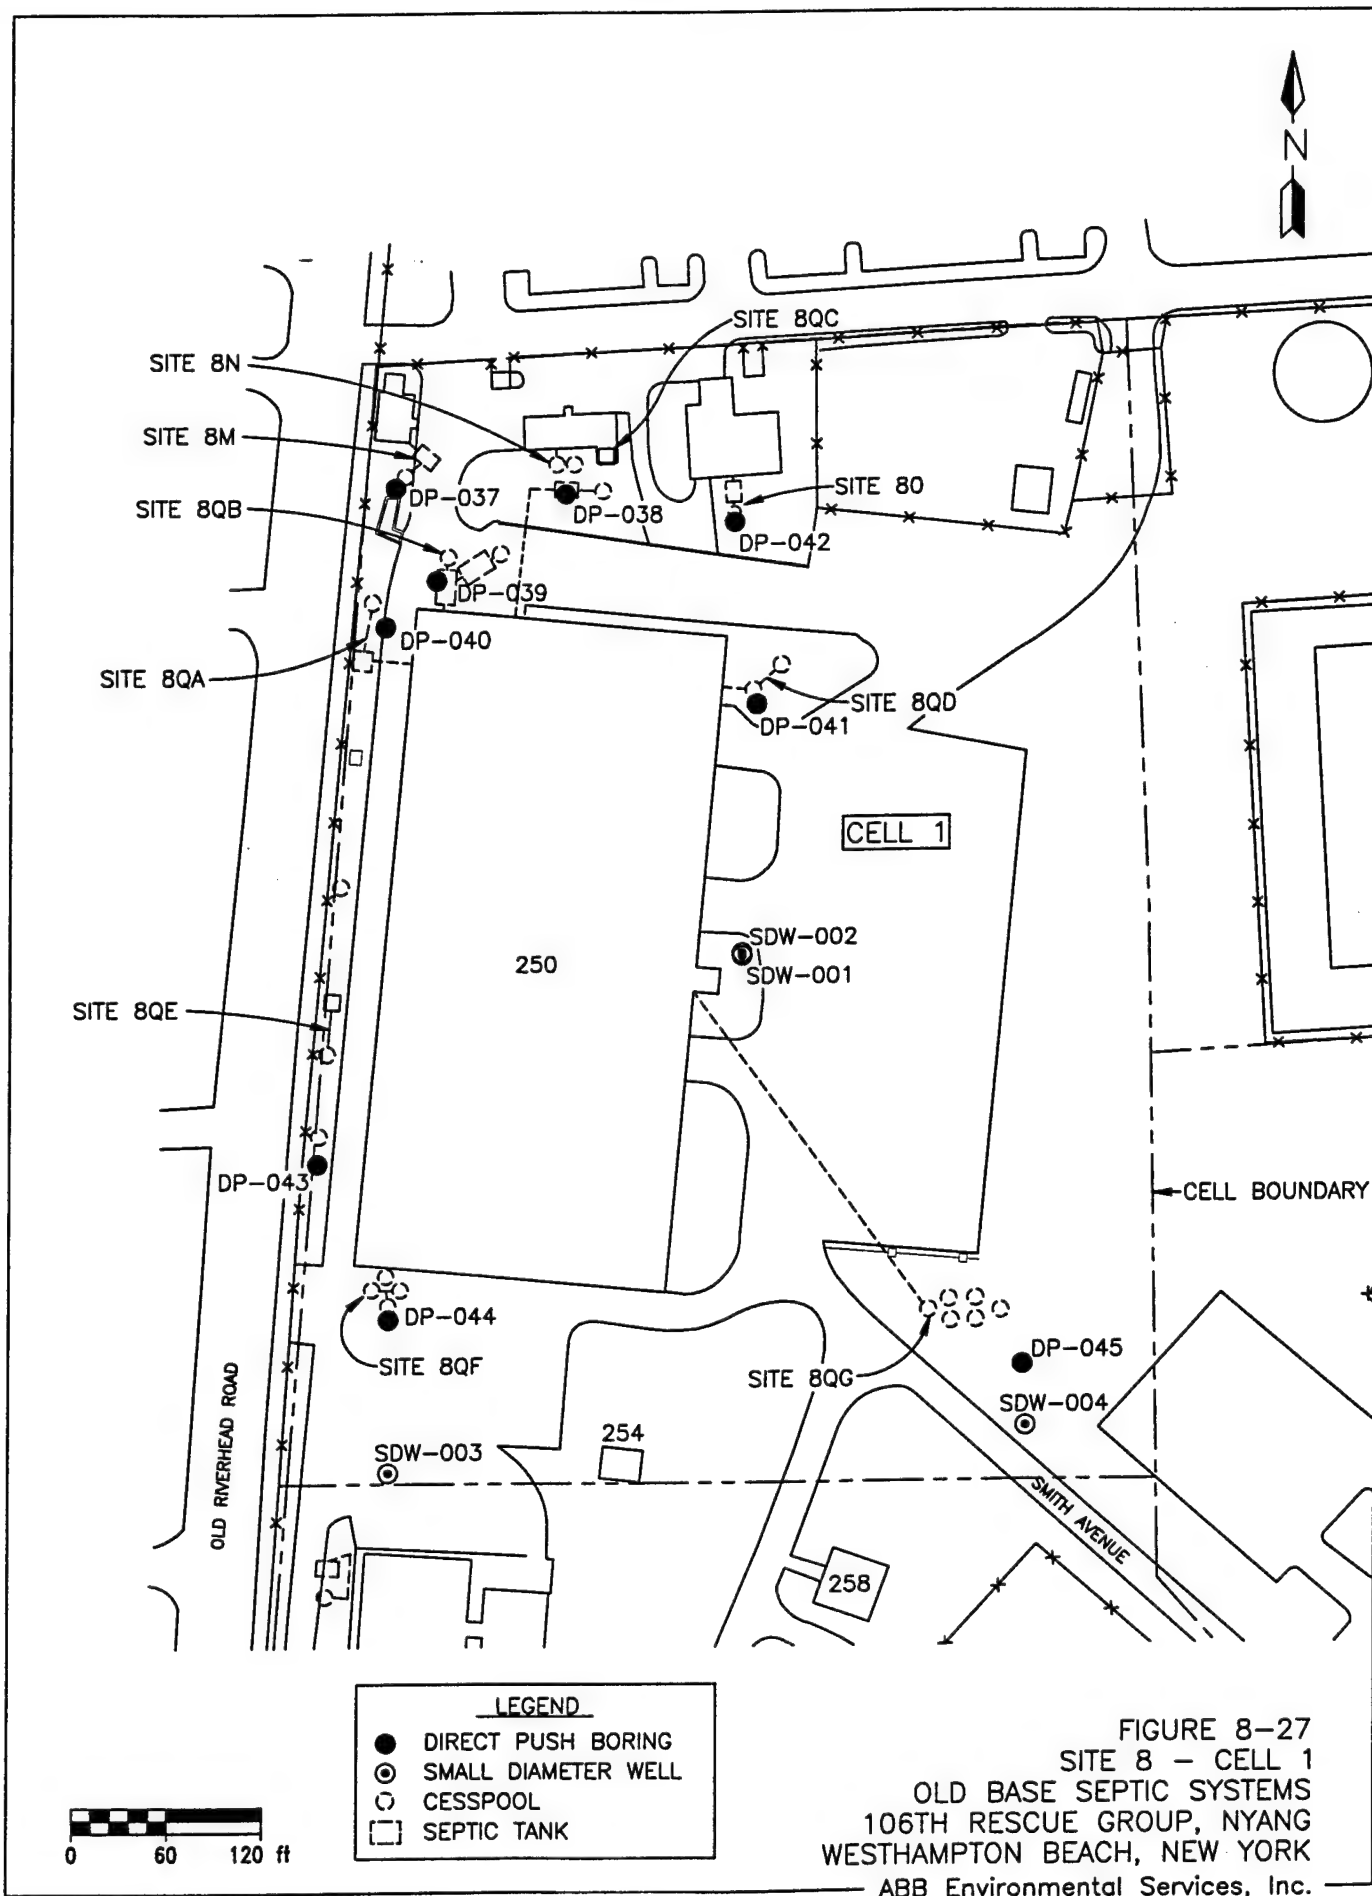 N
SITE 8QC
SITE 8N
SITE 8M
SITE 8QB
DP-037
DP-038
SITE 8O
DP-042
DP-039
DP-040
SITE 8QA
SITE 8QD
DP-041
CELL 1
SDW-002
SDW-001
250
SITE 8QE
DP-043
CELL BOUNDARY
DP-044
SITE 8QF
DP-045
SITE 8QG
SDW-004
OLD RIVERHEAD ROAD
254
SDW-003
SMITH AVENUE
258
LEGEND
DIRECT PUSH BORING
SMALL DIAMETER WELL
CESSPOOL
SEPTIC TANK
0 60 120 ft
FIGURE 8-27
SITE 8 - CELL 1
OLD BASE SEPTIC SYSTEMS
106TH RESCUE GROUP, NYANG
WESTHAMPTON BEACH, NEW YORK
ABB Environmental Services, Inc.